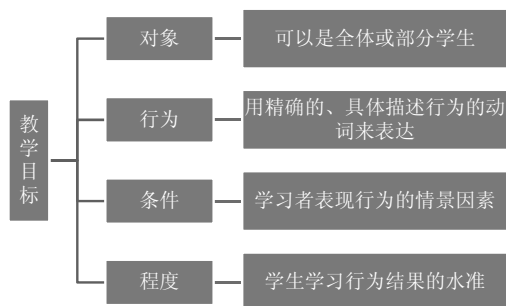 教学目标
对象
可以是全体或部分学生
行为
用精确的、具体描述行为的动
词来表达
条件
学习者表现行为的情景因素
程度
学生学习行为结果的水准